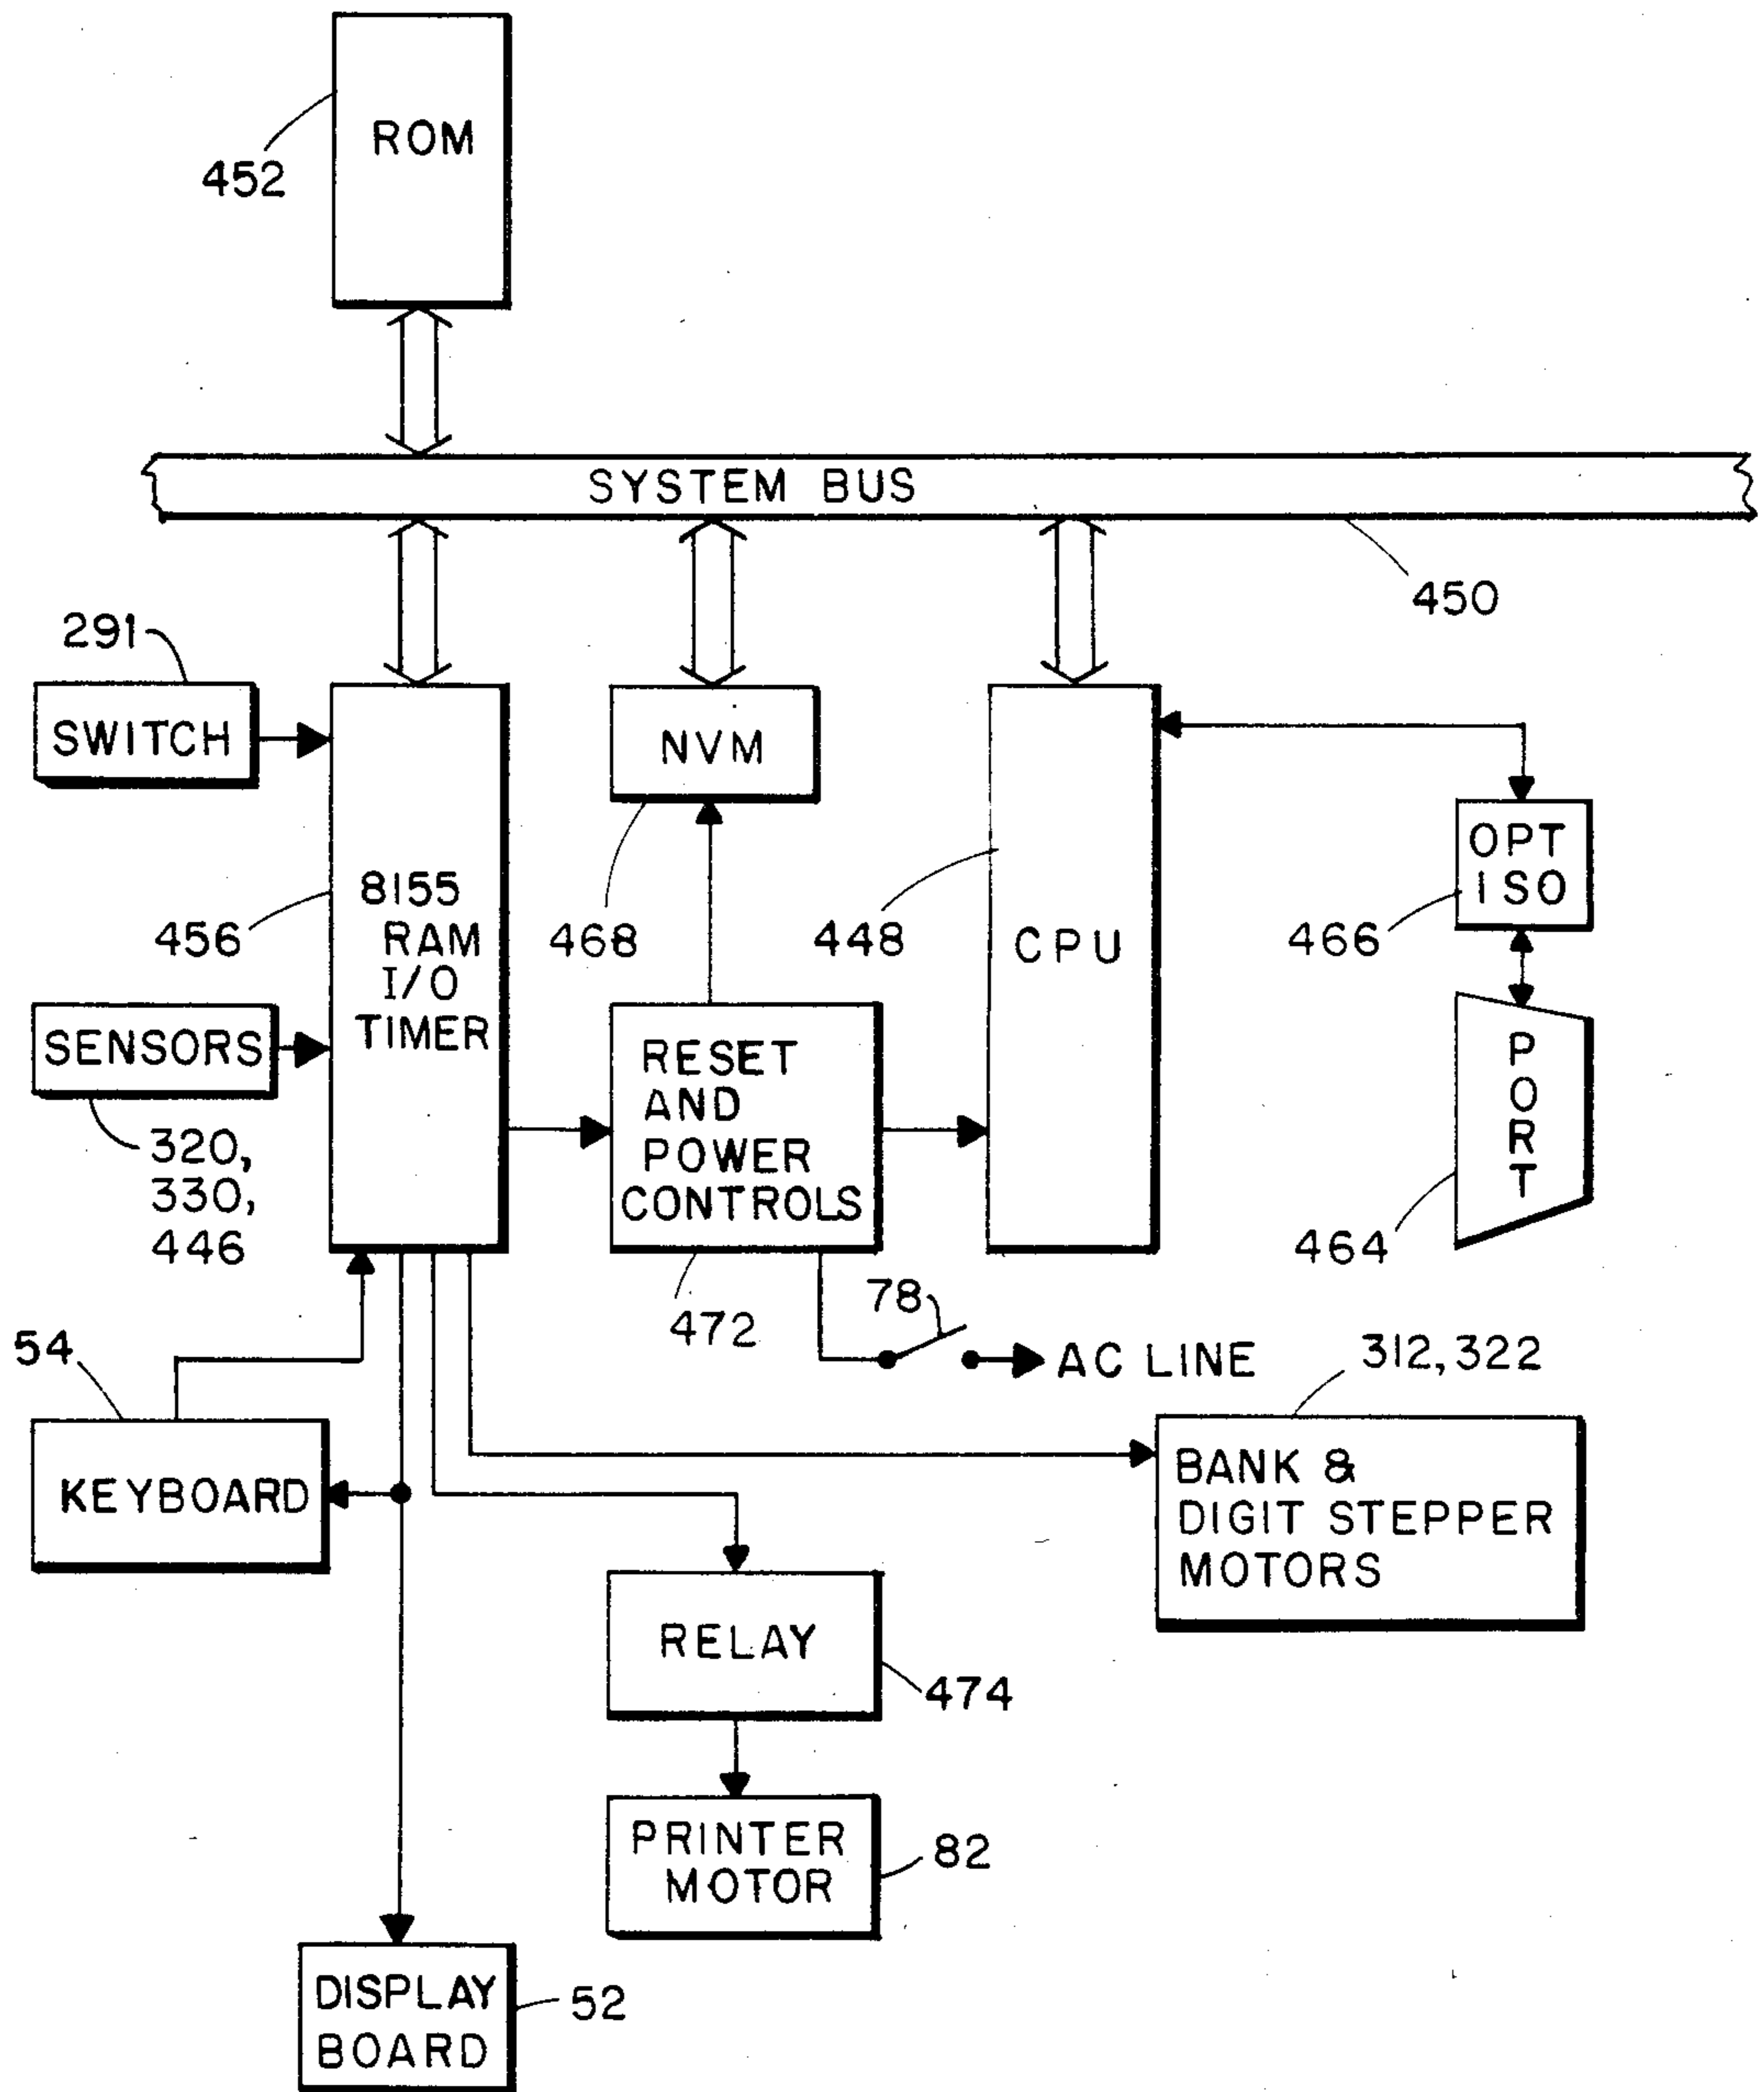 ROM
452
SYSTEM BUS
450
291
SWITCH
NVM
OPT
ISO
466
8155
RAM
I/O
TIMER
456
468
448
CPU
SENSORS
320,
330,
446
RESET
AND
POWER
CONTROLS
472
PORT
464
78
AC LINE
312, 322
54
KEYBOARD
BANK &
DIGIT STEPPER
MOTORS
RELAY
474
PRINTER
MOTOR
82
DISPLAY
BOARD
52